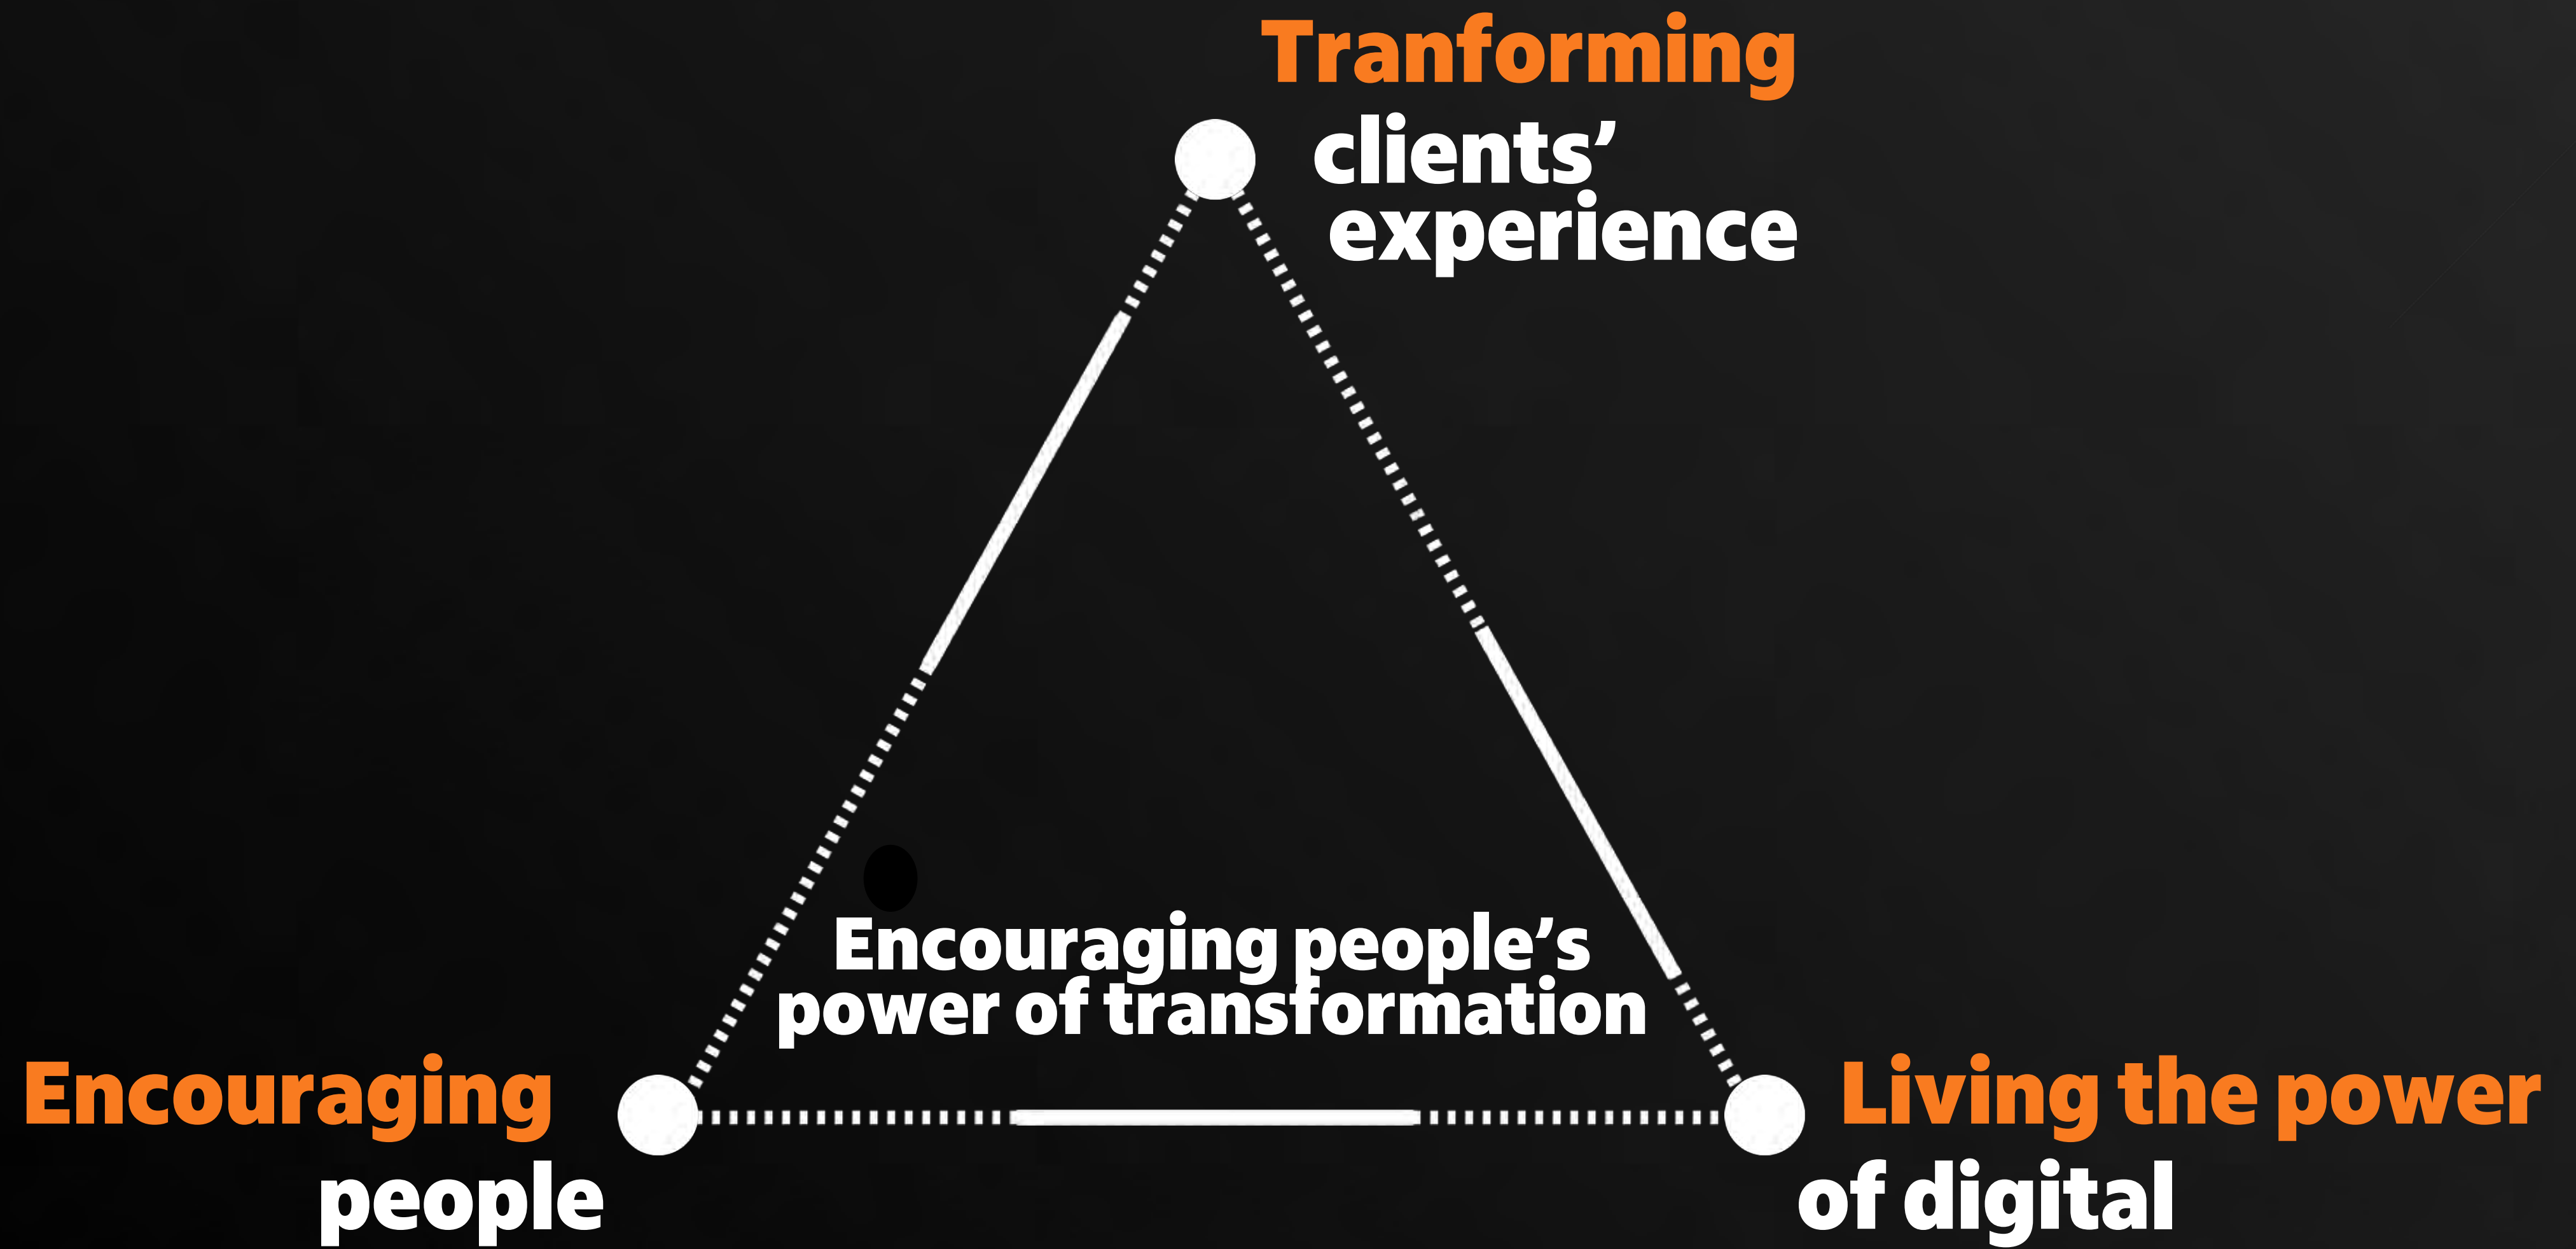 Tranforming
clients’
experience
Encouraging people’s
power of transformation
Encouraging
people
Living the power
of digital